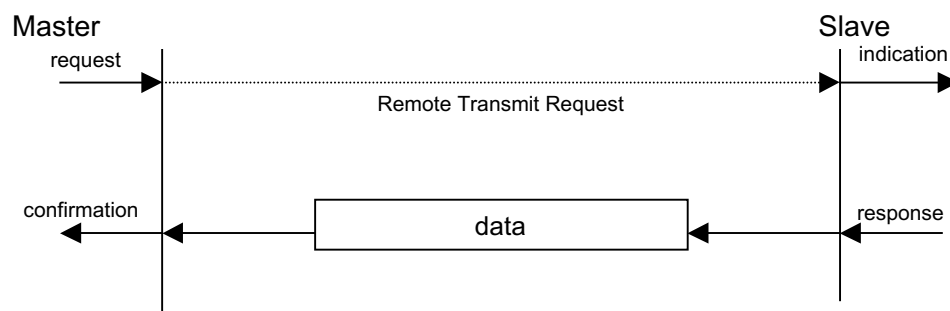 Master
Slave
request
indication
Remote Transmit Request
confirmation
data
response